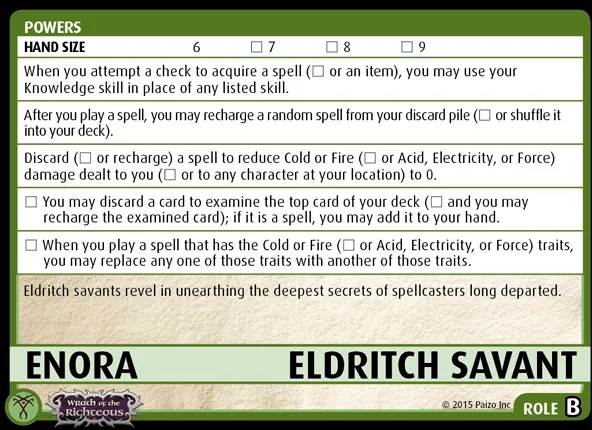 POWERS
HAND SIZE 6 ☐ 7 ☐ 8 ☐ 9
When you attempt a check to acquire a spell (☐ or an item), you may use your
Knowledge skill in place of any listed skill.
After you play a spell, you may recharge a random spell from your discard pile (☐ or shuffle it
into your deck).
Discard (☐ or recharge) a spell to reduce Cold or Fire (☐ or Acid, Electricity, or Force)
damage dealt to you (☐ or to any character at your location) to 0.
☐ You may discard a card to examine the top card of your deck (☐ and you may
recharge the examined card); if it is a spell, you may add it to your hand.
☐ When you play a spell that has the Cold or Fire (☐ or Acid, Electricity, or Force) traits,
you may replace any one of those traits with another of those traits.
Eldritch savants revel in unearthing the deepest secrets of spellcasters long departed.
ENORA ELDRITCH SAVANT
Wrath of the
Righteous
© 2015 Paizo Inc ROLE B